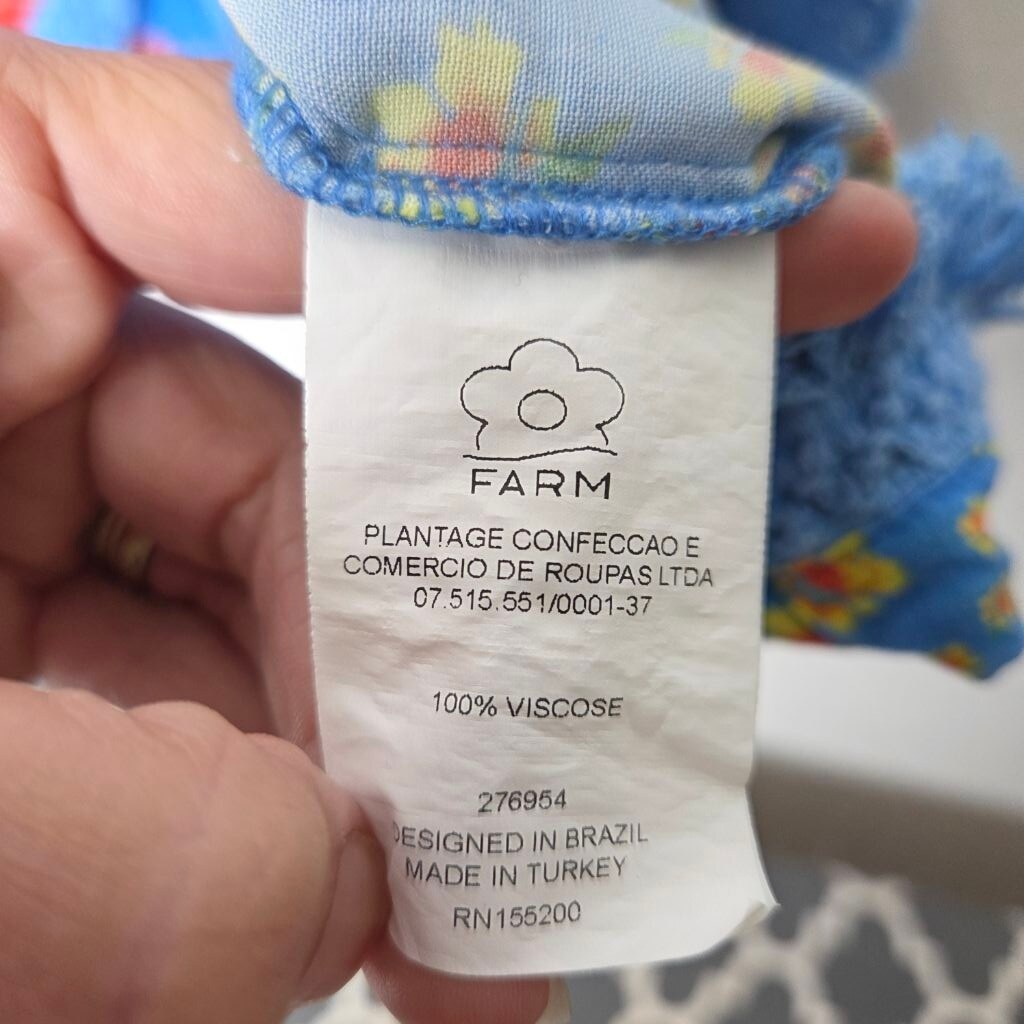 FARM
PLANTAGE CONFECCAO E
COMERCIO DE ROUPAS LTDA
07.515.551/0001-37
100% VISCOSE
276954
DESIGNED IN BRAZIL
MADE IN TURKEY
RN155200